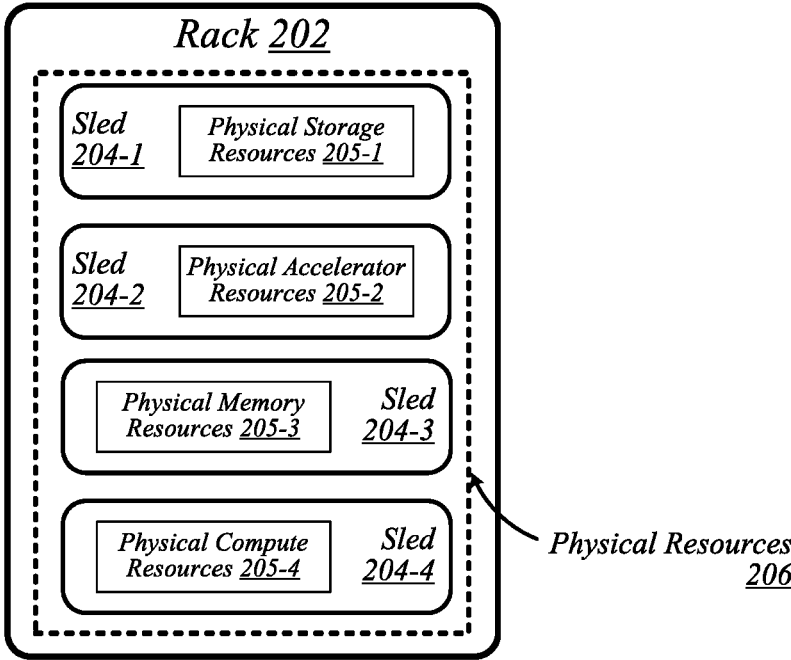 Rack 202
Sled
204-1
Physical Storage
Resources 205-1
Sled
204-2
Physical Accelerator
Resources 205-2
Physical Memory
Resources 205-3
Sled
204-3
Physical Compute
Resources 205-4
Sled
204-4
Physical Resources
206